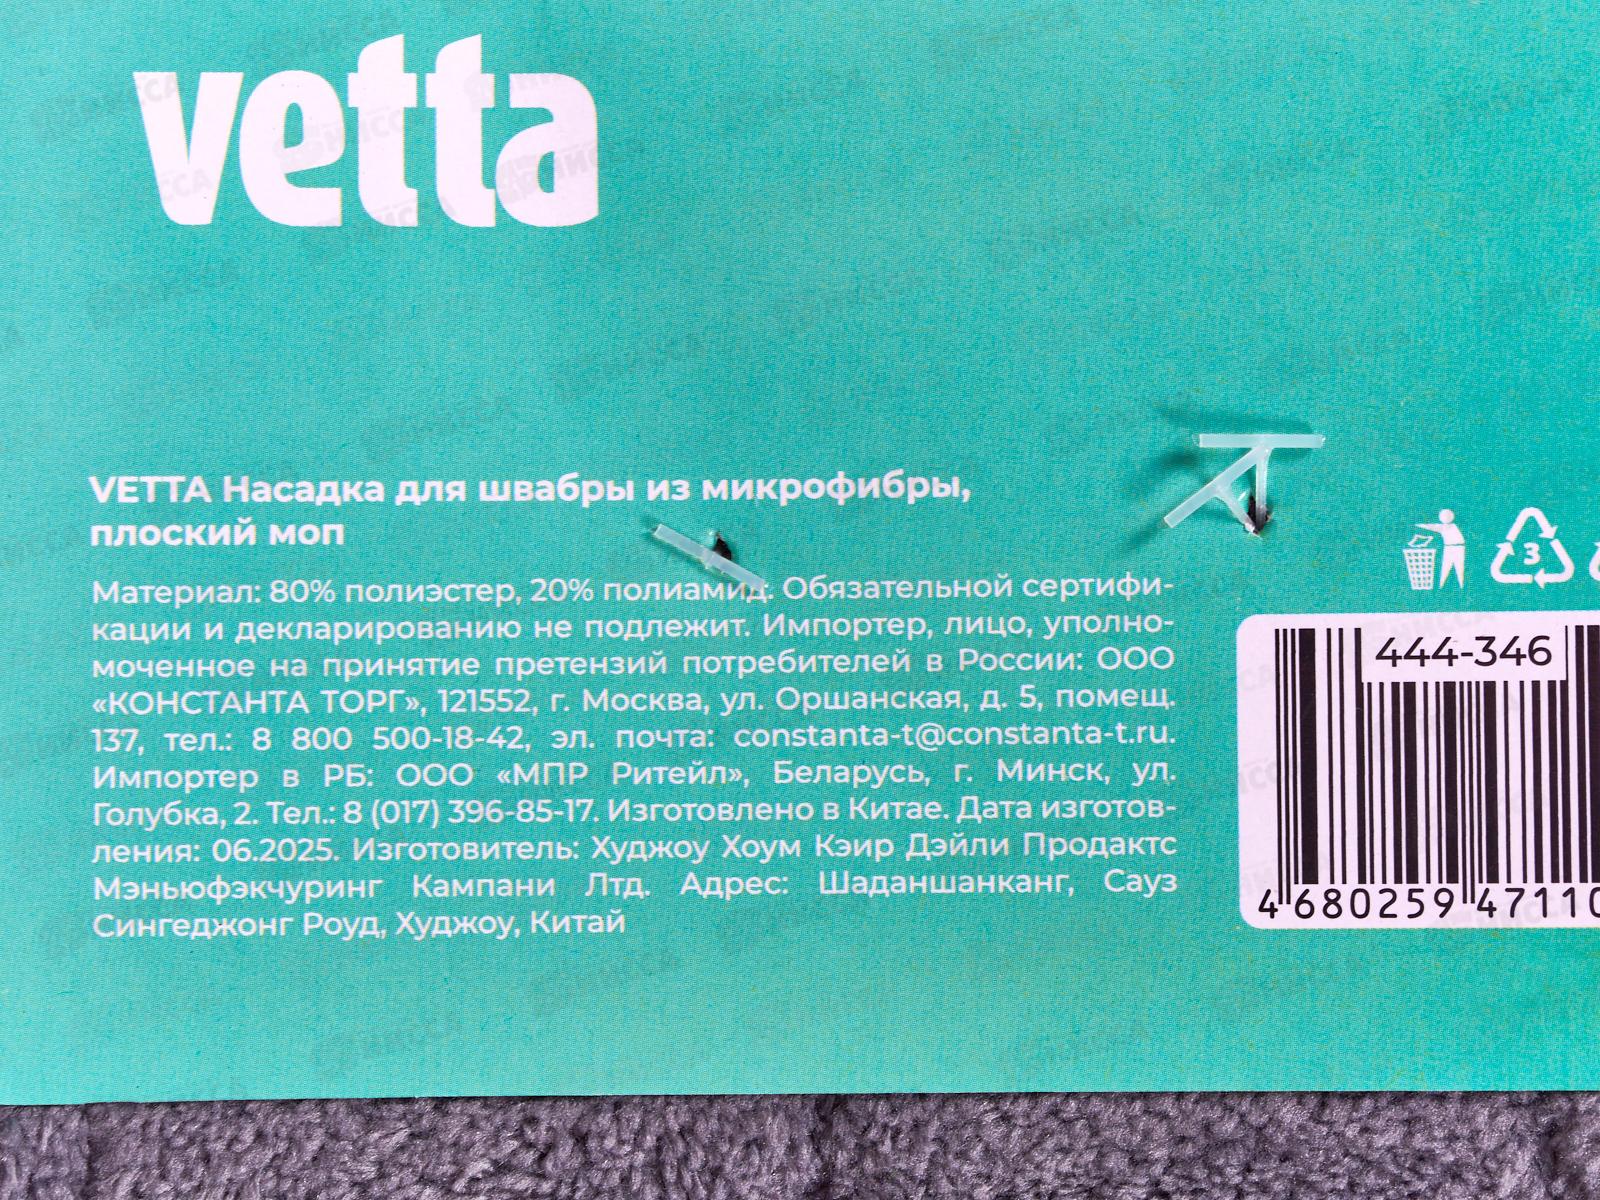 vetta
VETTA Насадка для швабры из микрофибры,
плоский моп
Материал: 80% полиэстер, 20% полиамид. Обязательной сертифи-
кации и декларированию не подлежит. Импортер, лицо, уполно-
моченное на принятие претензий потребителей в России: ООО
«КОНСТАНТА ТОРГ», 121552, г. Москва, ул. Оршанская, д. 5, помещ.
137, тел.: 8 800 500-18-42, эл. почта: constanta-t@constanta-t.ru.
Импортер в РБ: ООО «МПР Ритейл», Беларусь, г. Минск, ул.
Голубка, 2. Тел.: 8 (017) 396-85-17. Изготовлено в Китае. Дата изготов-
ления: 06.2025. Изготовитель: Худжоу Хоум Кэир Дэйли Продактс
Мэньюфэкчуринг Кампани Лтд. Адрес: Шаданшанканг, Сауз
Сингеджонг Роуд, Худжоу, Китай
3
444-346
4 680259 47110